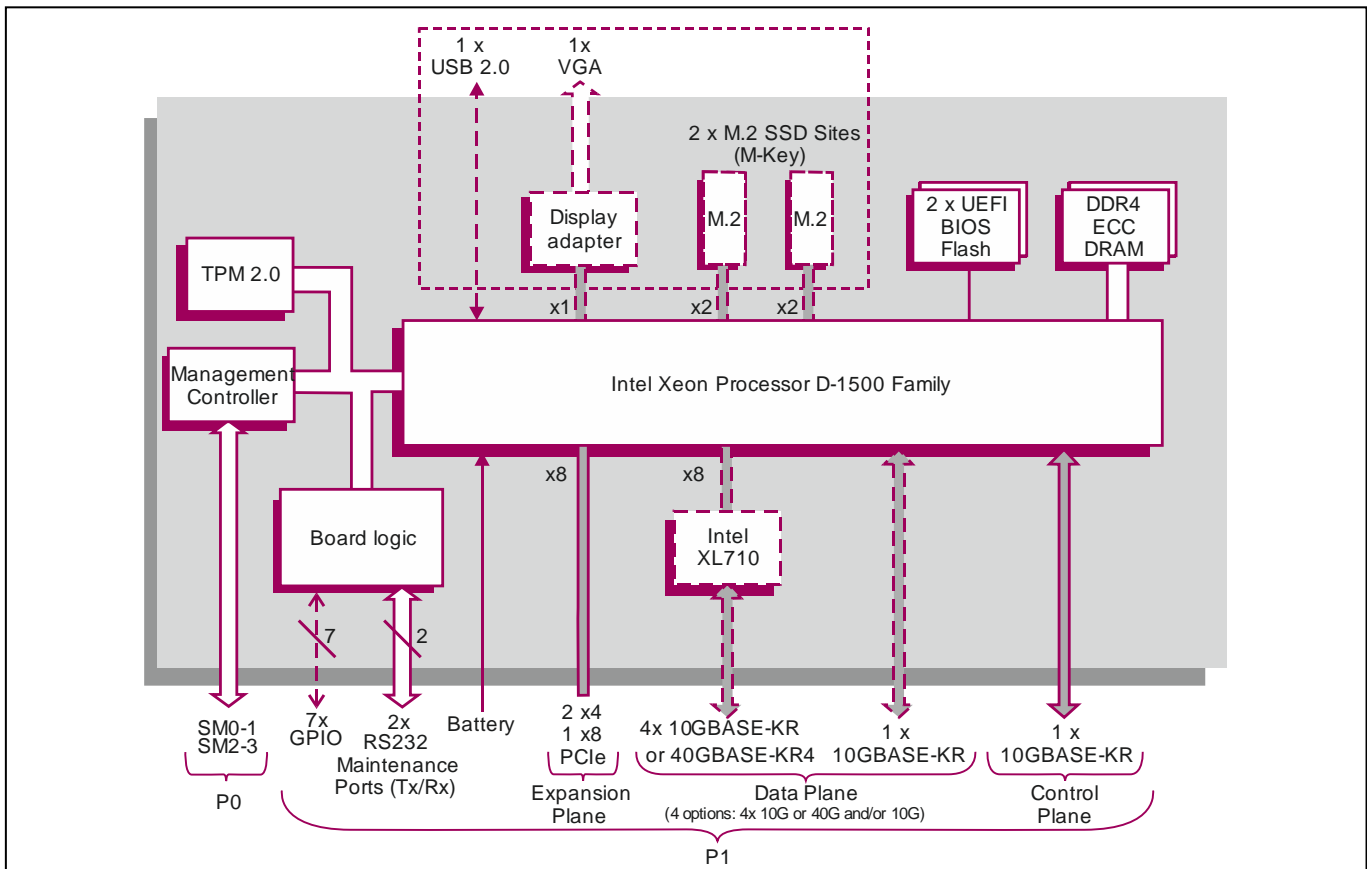 1 x
USB 2.0
1x
VGA
2 x M.2 SSD Sites
(M-Key)
Display
adapter
M.2
M.2
2 x UEFI
BIOS
Flash
DDR4
ECC
DRAM
TPM 2.0
x1
x2
x2
Management
Controller
Intel Xeon Processor D-1500 Family
x8
x8
Board logic
Intel
XL710
7
2
SM0-1
SM2-3
7x
GPIO
2x
RS232
Maintenance
Ports (Tx/Rx)
Battery
2 x4
1 x8
PCIe
4x 10GBASE-KR
or 40GBASE-KR4
1 x
10GBASE-KR
1 x
10GBASE-KR
P0
Expansion
Plane
Data Plane
(4 options: 4x 10G or 40G and/or 10G)
Control
Plane
P1